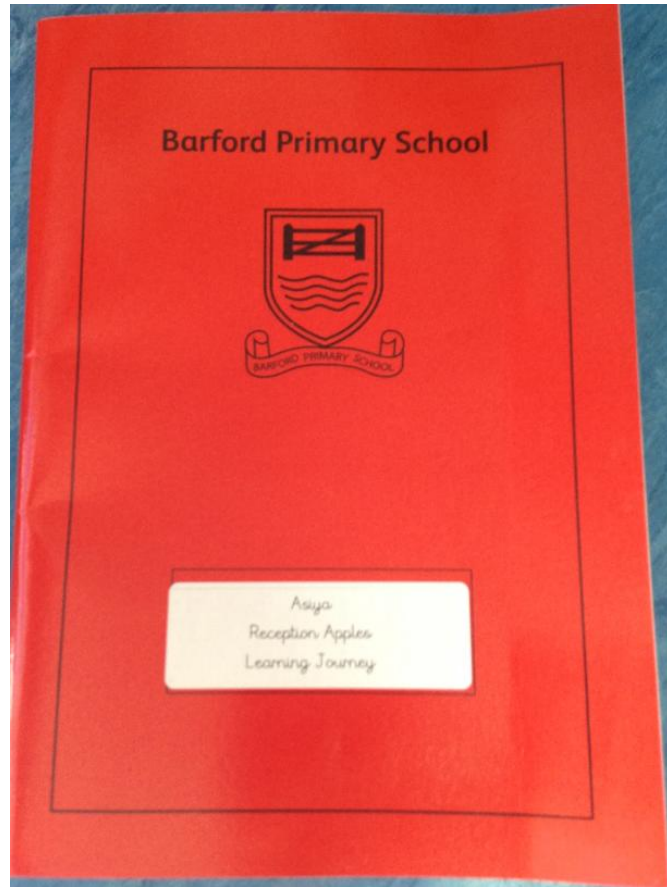 Barford Primary School
BARFORD PRIMARY SCHOOL
Asiya
Reception Apples
Learning Journey